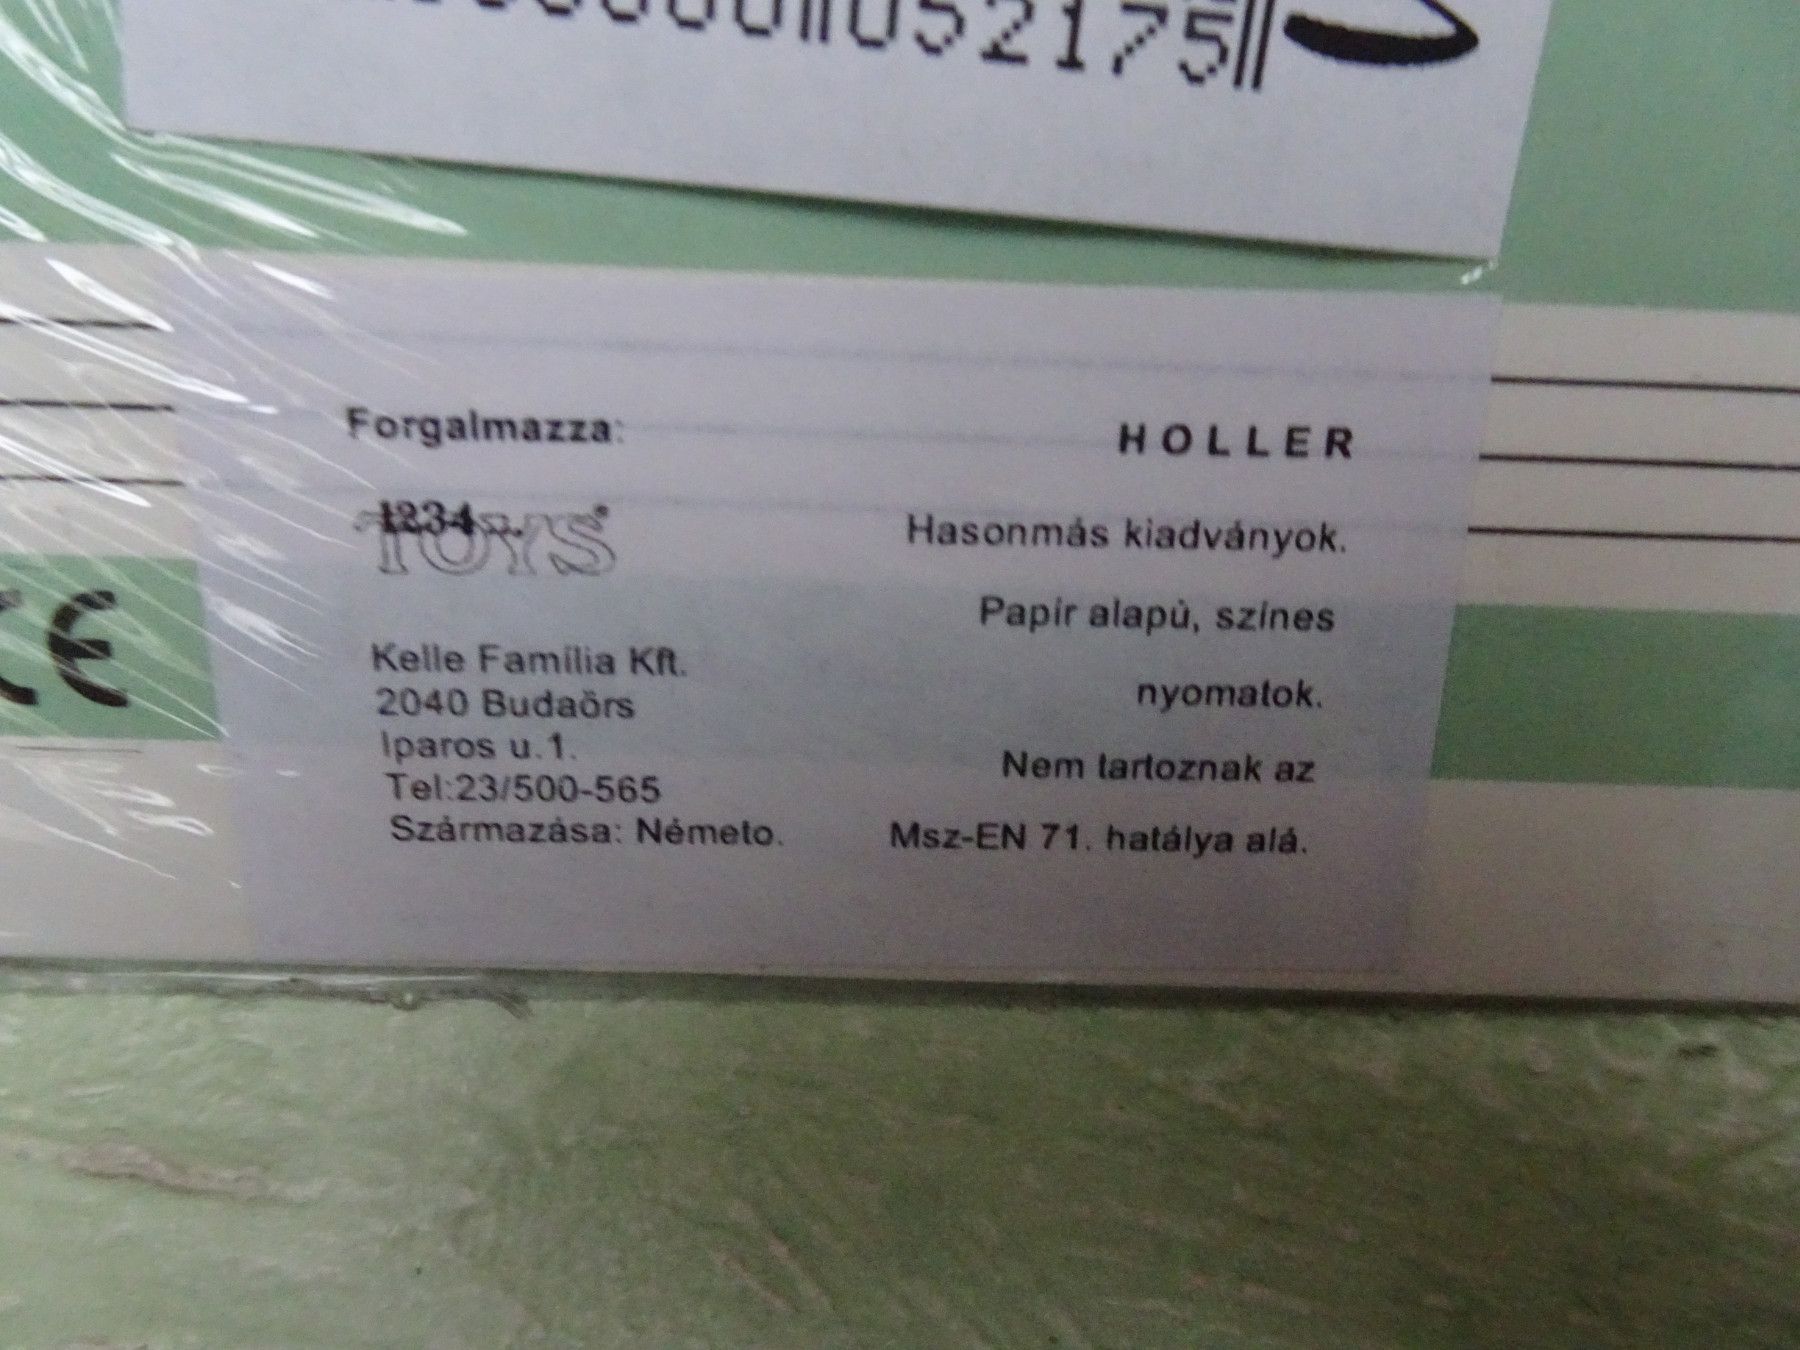 052175
Forgalmazza:
1234...
TOYS®
Kelle Família Kft.
2040 Budaörs
Iparos u.1.
Tel:23/500-565
Származása: Németo.
HOLLER
Hasonmás kiadványok.
Papír alapù, színes
nyomatok.
Nem tartoznak az
Msz-EN 71. hatálya alá.
CE